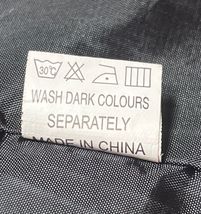 30°C
WASH DARK COLOURS
SEPARATELY
MADE IN CHINA